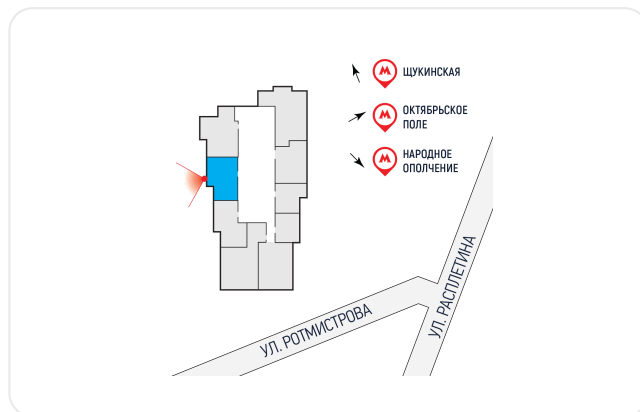 М ЩУКИНСКАЯ
М ОКТЯБРЬСКОЕ
ПОЛЕ
М НАРОДНОЕ
ОПОЛЧЕНИЕ
УЛ. РОТМИСТРОВА
УЛ. РАСПЛЕТИНА